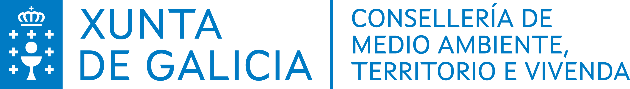 XUNTA
DE GALICIA
CONSELLERÍA DE
MEDIO AMBIENTE,
TERRITORIO E VIVENDA